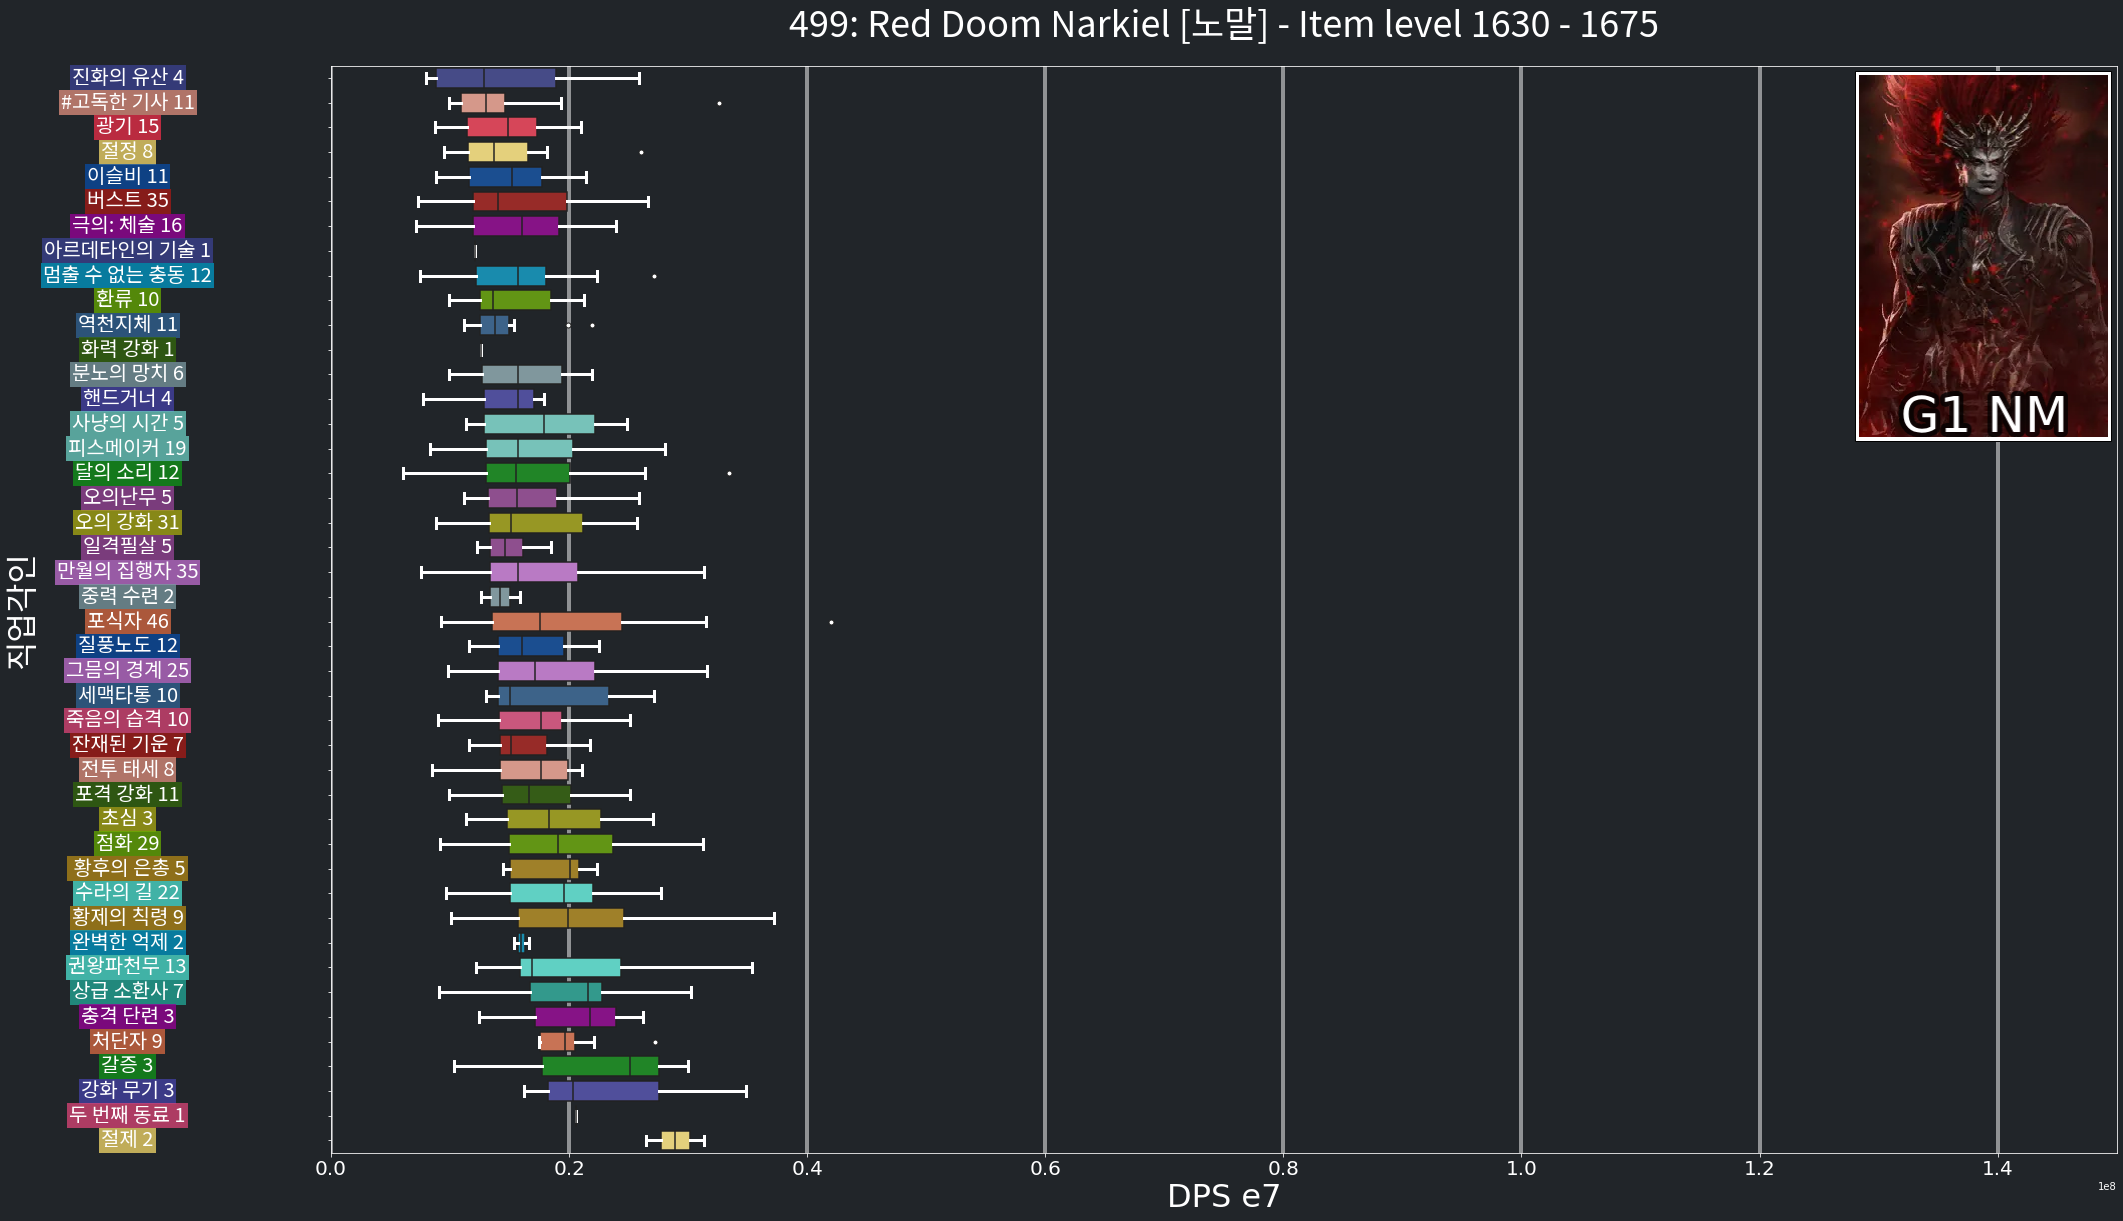 499: Red Doom Narkiel [노말] - Item level 1630 - 1675
진화의 유산 4
#고독한 기사 11
광기 15
절정 8
이슬비 11
버스트 35
극의: 체술 16
아르데타인의 기술 1
멈출 수 없는 충동 12
환류 10
역천지체 11
화력 강화 1
분노의 망치 6
핸드거너 4
사냥의 시간 5
피스메이커 19
달의 소리 12
오의난무 5
오의 강화 31
일격필살 5
만월의 집행자 35
중력 수련 2
포식자 46
질풍노도 12
그믐의 경계 25
세맥타통 10
죽음의 습격 10
잔재된 기운 7
전투 태세 8
포격 강화 11
초심 3
점화 29
황후의 은총 5
수라의 길 22
황제의 칙령 9
완벽한 억제 2
권왕파천무 13
상급 소환사 7
충격 단련 3
처단자 9
갈증 3
강화 무기 3
두 번째 동료 1
절제 2
직업각인
G1 NM
0.0 0.2 0.4 0.6 0.8 1.0 1.2 1.4
1e8
DPS e7